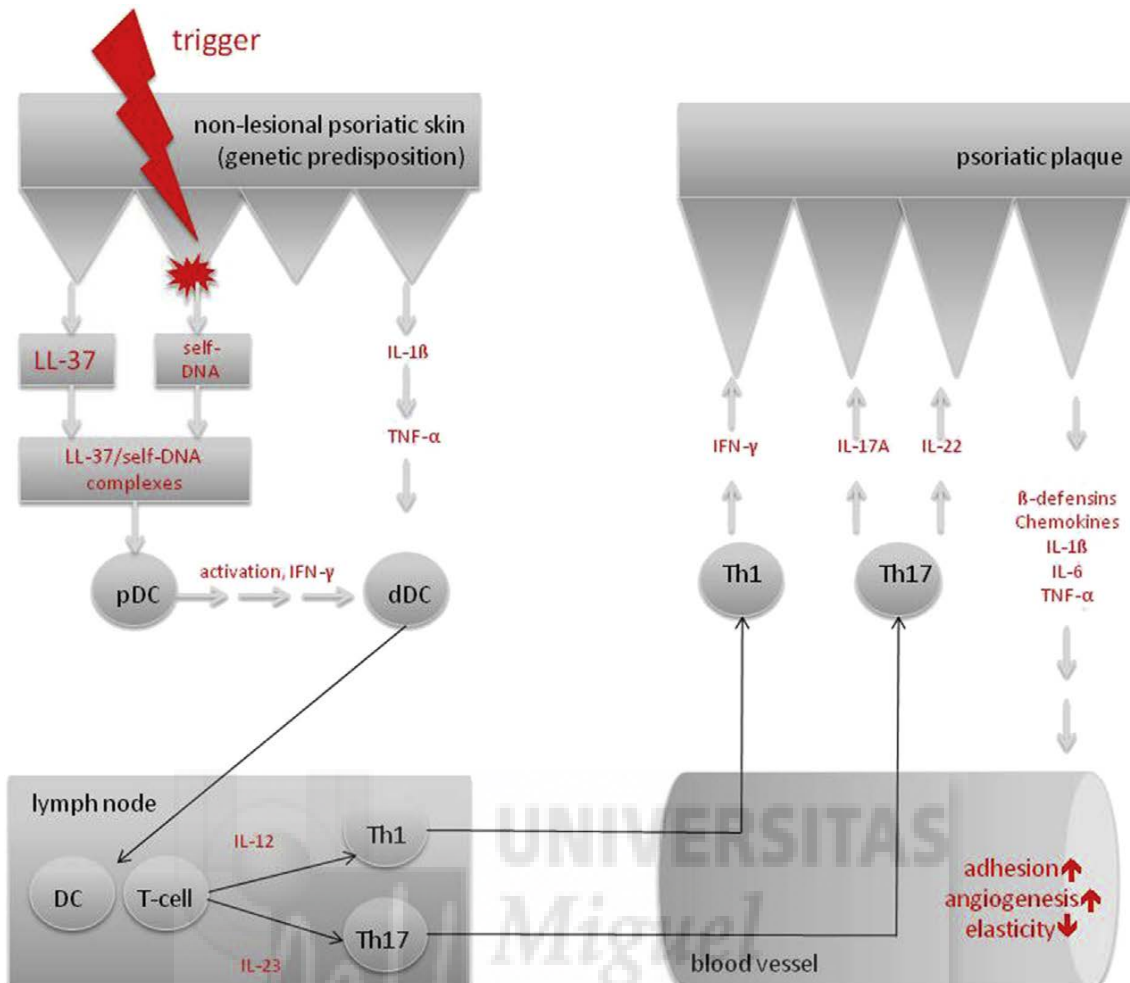 trigger
non-lesional psoriatic skin
(genetic predisposition)
LL-37
self-
DNA
IL-1ß
TNF-α
LL-37/self-DNA
complexes
pDC
activation, IFN-γ
dDC
lymph node
DC
T-cell
IL-12
IL-23
Th1
Th17
psoriatic plaque
IFN-γ
IL-17A
IL-22
Th1
Th17
ß-defensins
Chemokines
IL-1ß
IL-6
TNF-α
adhesion
angiogenesis
elasticity
blood vessel
UNIVERSITAS
Miguel